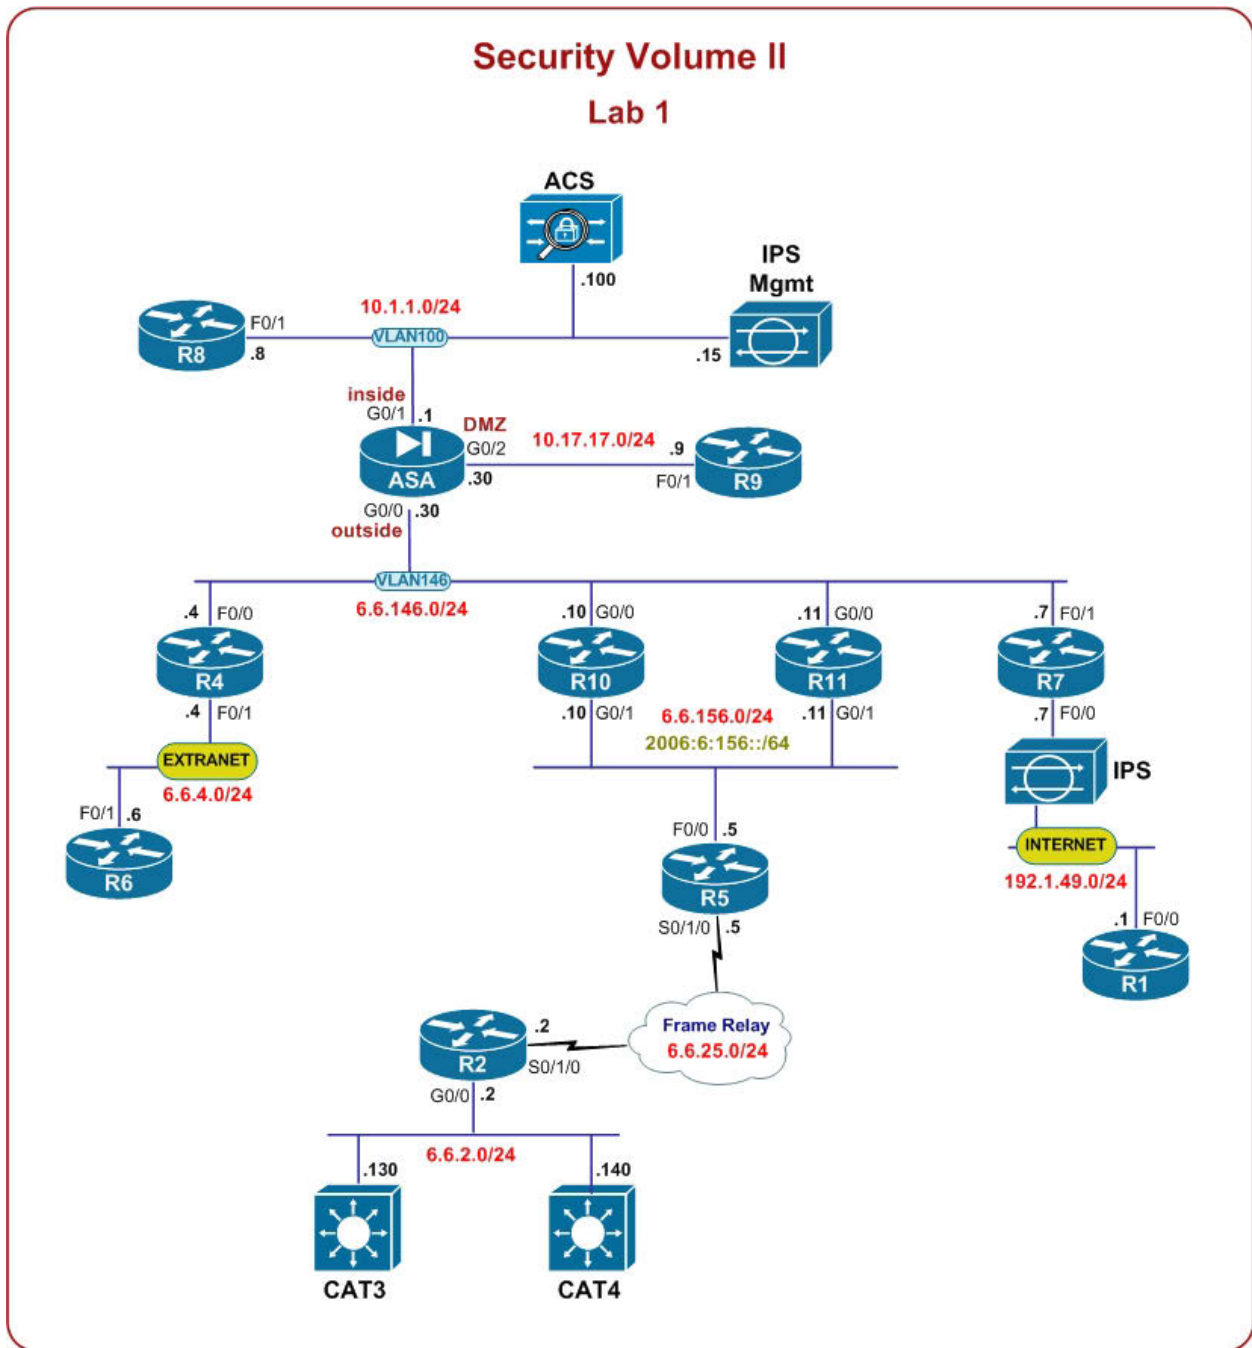 Security Volume II
Lab 1
ACS
.100
IPS
Mgmt
.15
10.1.1.0/24
VLAN100
F0/1
.8
R8
inside
G0/1
.1
DMZ
G0/2
.30
10.17.17.0/24
.9
F0/1
R9
ASA
G0/0
.30
outside
VLAN146
6.6.146.0/24
.4
F0/0
R4
.4
F0/1
EXTRANET
6.6.4.0/24
F0/1
.6
R6
.10
G0/0
R10
.10
G0/1
.11
G0/0
R11
.11
G0/1
6.6.156.0/24
2006:6:156::/64
.7
F0/1
R7
.7
F0/0
IPS
INTERNET
192.1.49.0/24
.1
F0/0
R1
F0/0
.5
R5
S0/1/0
.5
Frame Relay
6.6.25.0/24
.2
S0/1/0
R2
G0/0
.2
6.6.2.0/24
.130
.140
CAT3
CAT4